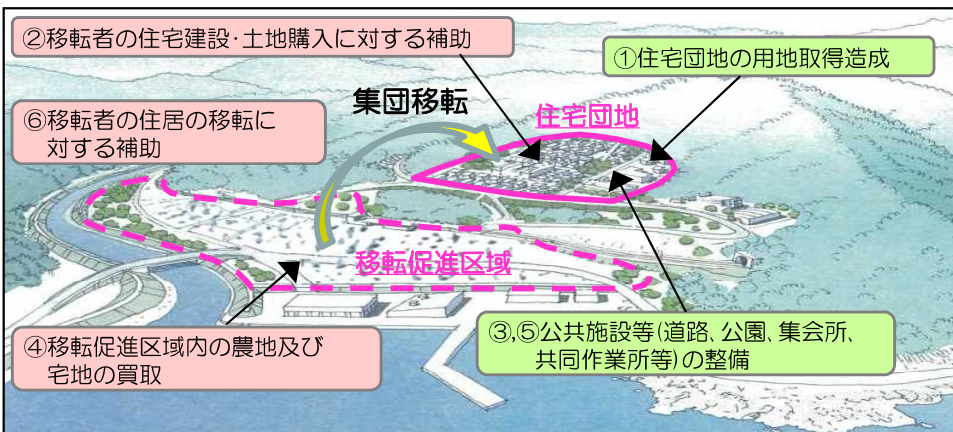 ②移転者の住宅建設･土地購入に対する補助
①住宅団地の用地取得造成
集団移転
住宅団地
⑥移転者の住居の移転に
対する補助
移転促進区域
④移転促進区域内の農地及び
宅地の買取
③,⑤公共施設等(道路、公園、集会所、
共同作業所等)の整備